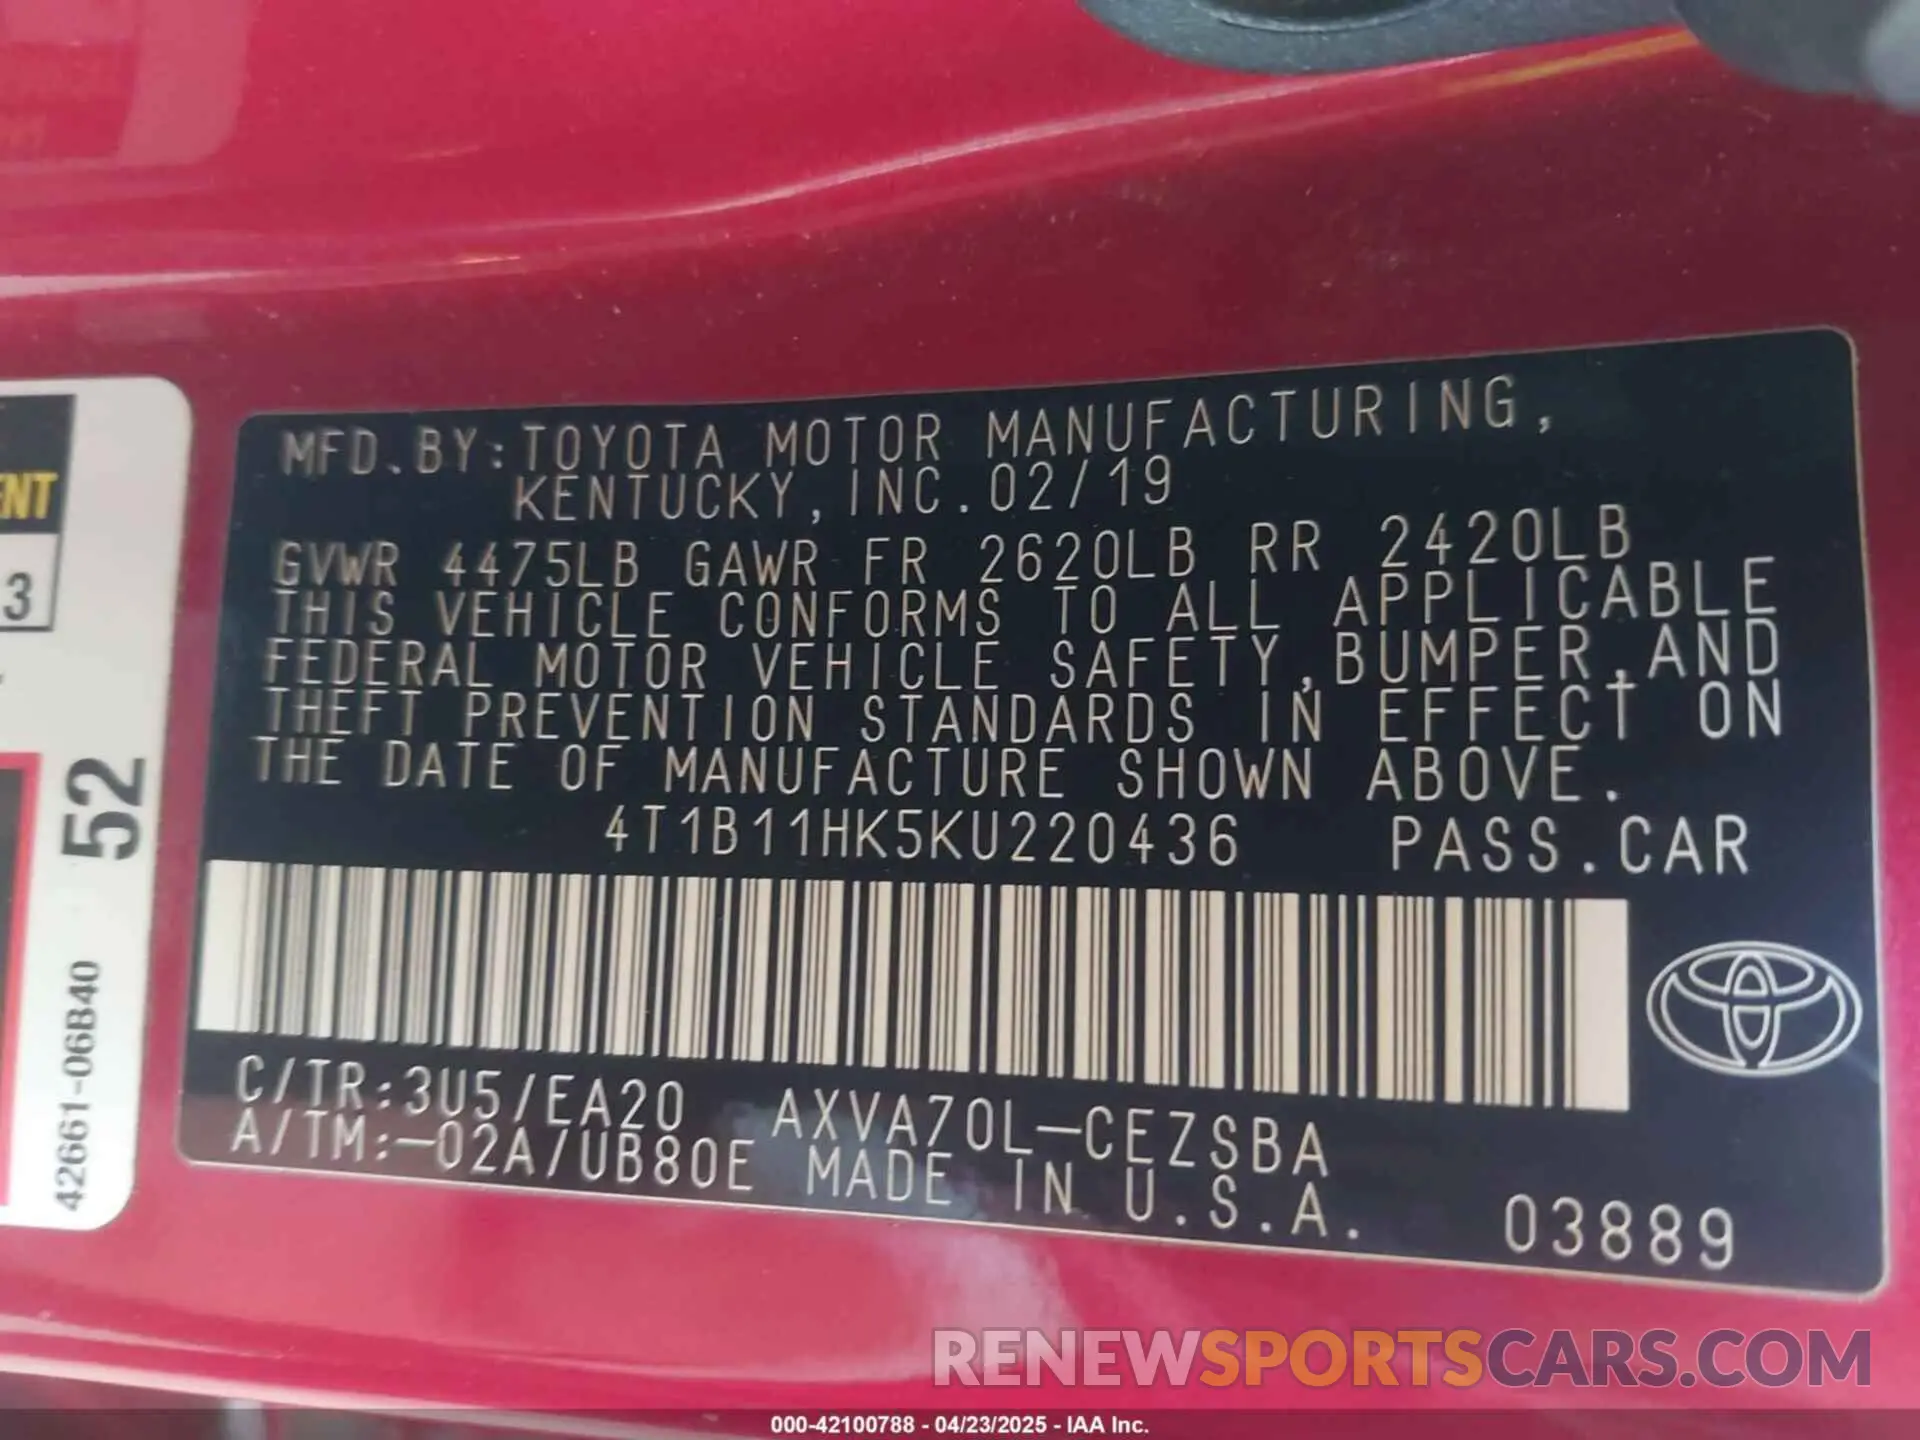 ENT
3
52
42661-06B40
MFD.BY:TOYOTA MOTOR MANUFACTURING,
KENTUCKY,INC.02/19
GVWR 4475LB GAWR FR 2620LB RR 2420LB
THIS VEHICLE CONFORMS TO ALL APPLICABLE
FEDERAL MOTOR VEHICLE SAFETY,BUMPER,AND
THEFT PREVENTION STANDARDS IN EFFECT ON
THE DATE OF MANUFACTURE SHOWN ABOVE.
4T1B11HK5KU220436 PASS.CAR
C/TR:3U5/EA20 AXVA70L-CEZSBA
A/TM:-02A/UB80E MADE IN U.S.A.
03889
RENEWSPORTSCARS.COM
000-42100788 - 04/23/2025 - IAA Inc.